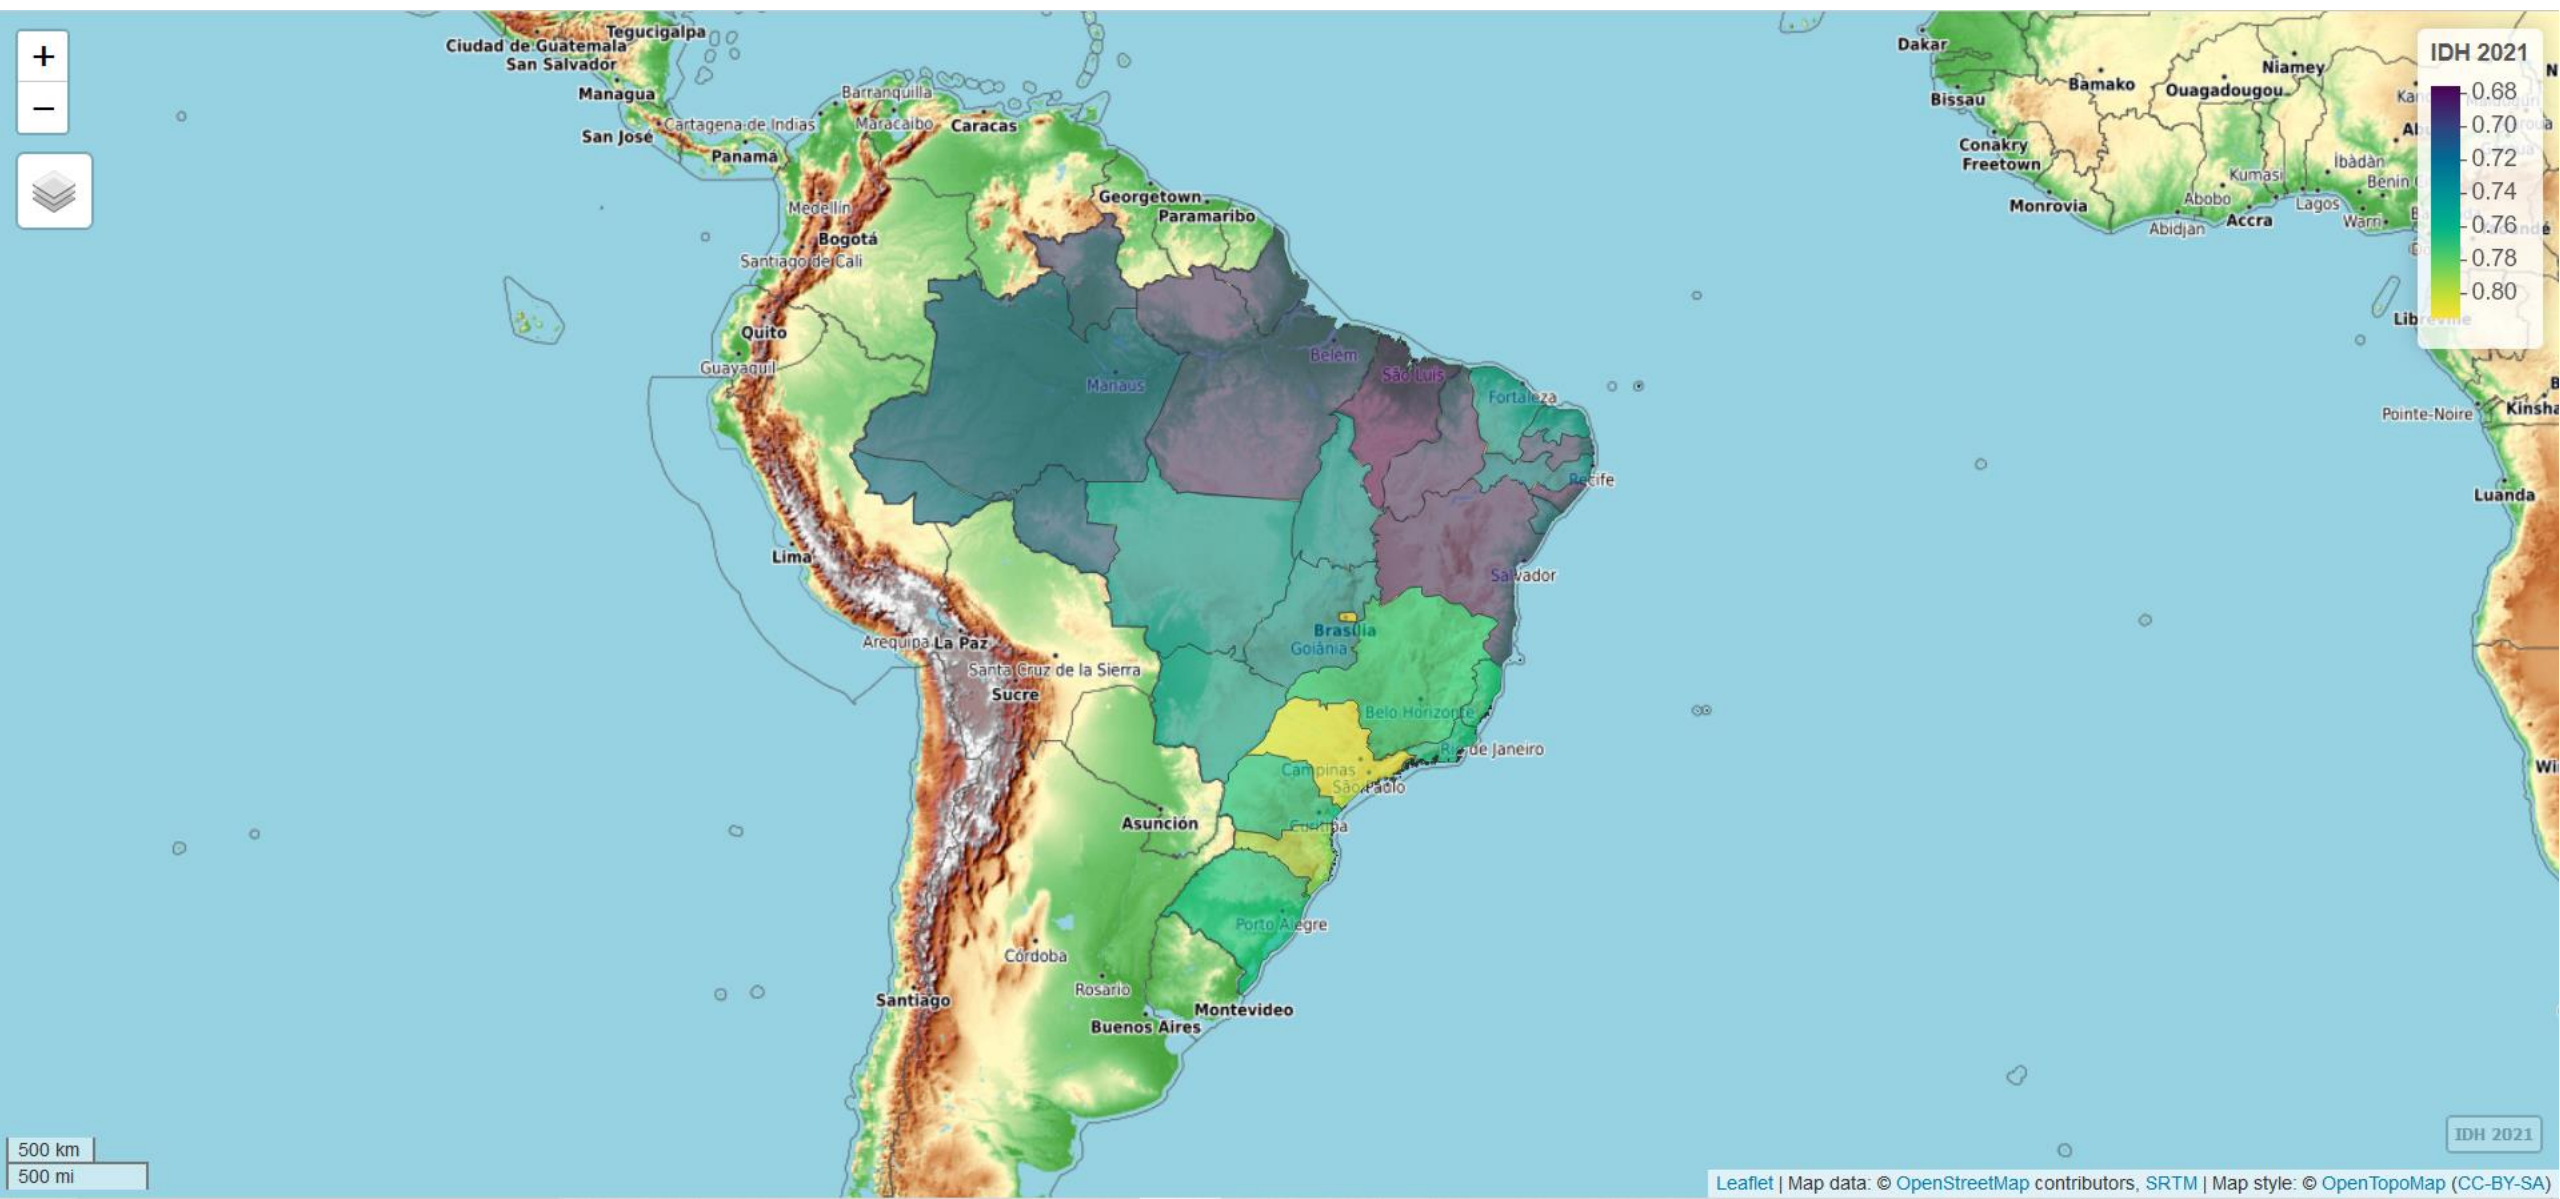 +
−
Tegucigalpa
Ciudad de Guatemala
San Salvador
Managua
San José
Panamá
Barranquilla
Cartagena de Indias
Maracaibo
Caracas
Medellín
Bogotá
Santiago de Cali
Georgetown
Paramaribo
Quito
Guayaquil
Manaus
Belém
São Luís
Fortaleza
Recife
Lima
Salvador
Brasília
Goiânia
Arequipa
La Paz
Santa Cruz de la Sierra
Sucre
Belo Horizonte
Rio de Janeiro
Campinas
São Paulo
Asunción
Curitiba
Porto Alegre
Córdoba
Rosario
Santiago
Montevideo
Buenos Aires
Dakar
Bissau
Bamako
Ouagadougou
Niamey
Conakry
Freetown
Monrovia
Kumasi
Abobo
Abidjan
Accra
Ìbàdàn
Benin
Lagos
Warri
Libreville
Pointe-Noire
Kinsha
Luanda
Wi
IDH 2021
0.68
0.70
0.72
0.74
0.76
0.78
0.80
500 km
500 mi
IDH 2021
Leaflet | Map data: © OpenStreetMap contributors, SRTM | Map style: © OpenTopoMap (CC-BY-SA)